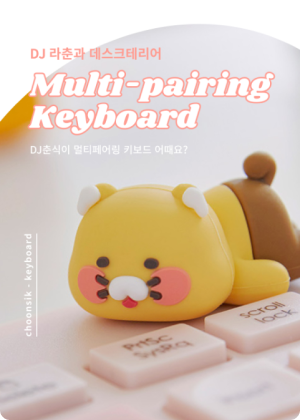 DJ 라춘과 데스크테리어
Multi-pairing
Keyboard
DJ춘식이 멀티페어링 키보드 어때요?
choonsik - keyboard
scroll
lock
PrtSc
SysRq